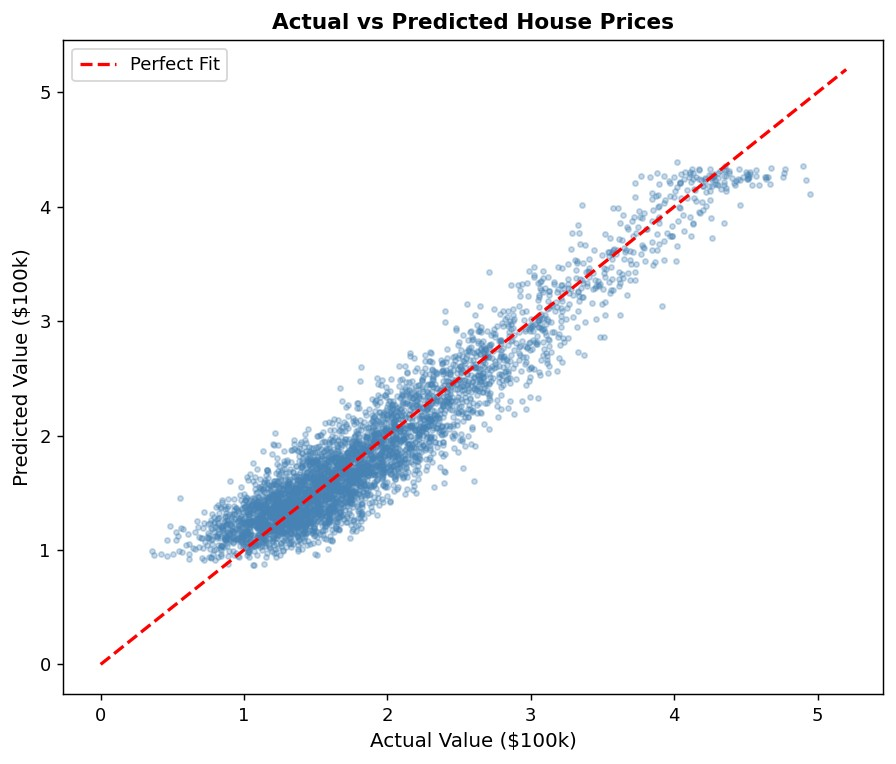 Actual vs Predicted House Prices
Perfect Fit
Predicted Value ($100k)
5
4
3
2
1
0
0 1 2 3 4 5
Actual Value ($100k)